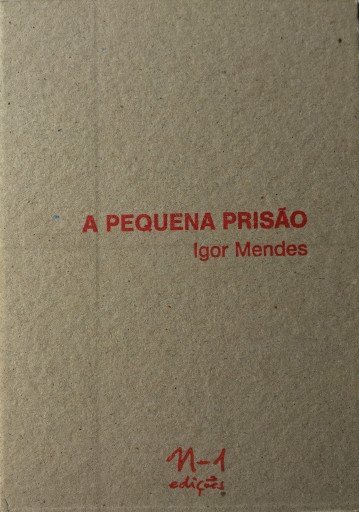 A PEQUENA PRISÃO
Igor Mendes
n-1
edições